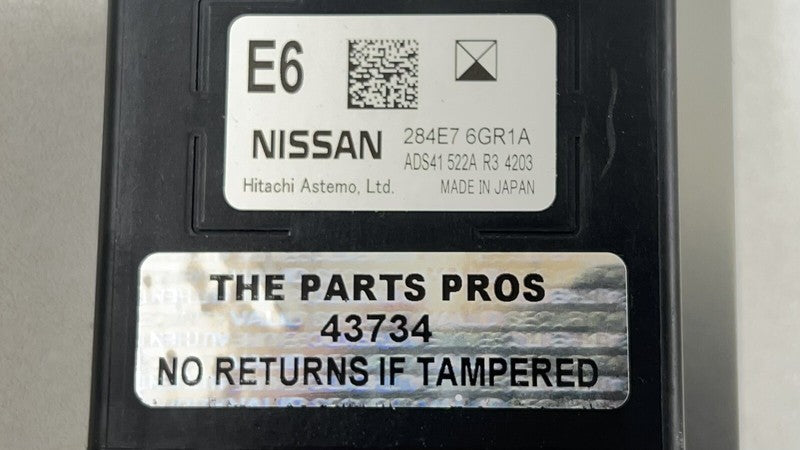 E6
NISSAN
284E7 6GR1A
ADS41 522A R3 4203
Hitachi Astemo, Ltd.
MADE IN JAPAN
THE PARTS PROS
43734
NO RETURNS IF TAMPERED